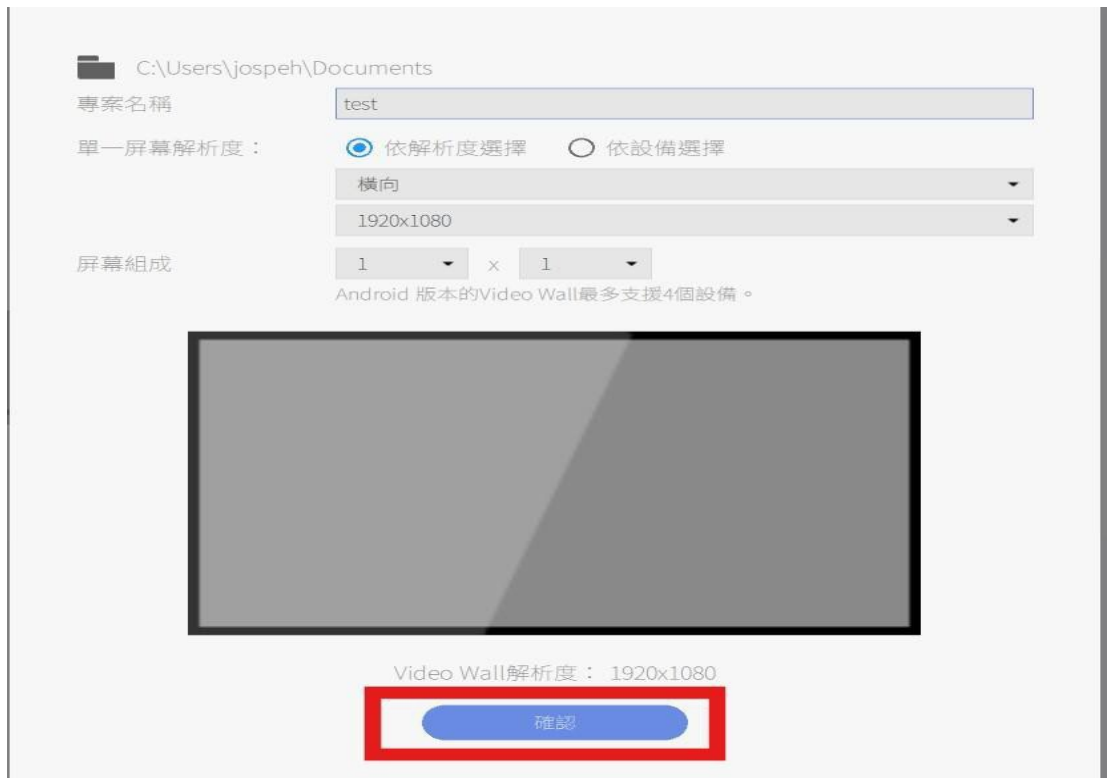 C:\Users\jospeh\Documents
專案名稱 test
單一屏幕解析度： 依解析度選擇 依設備選擇
橫向
1920x1080
屏幕組成 1 x 1
Android 版本的Video Wall最多支援4個設備。
Video Wall解析度： 1920x1080
確認